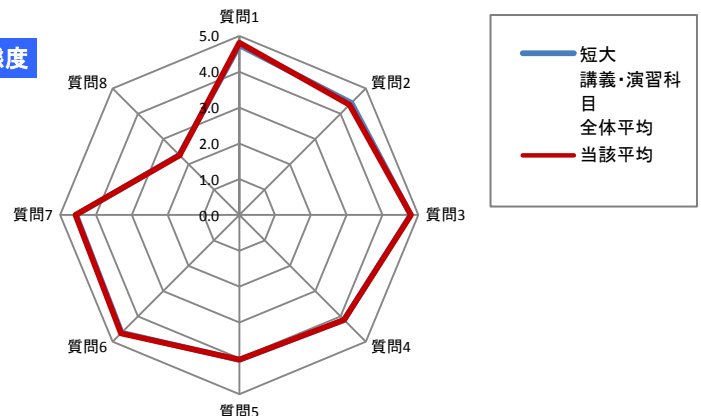 度
質問1
5.0
4.0
3.0
2.0
1.0
0.0
質問2
質問3
質問4
質問5
質問6
質問7
質問8
短大
講義・演習科
目
全体平均
当該平均